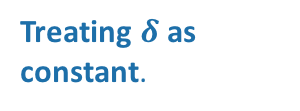 Treating δ as
constant.